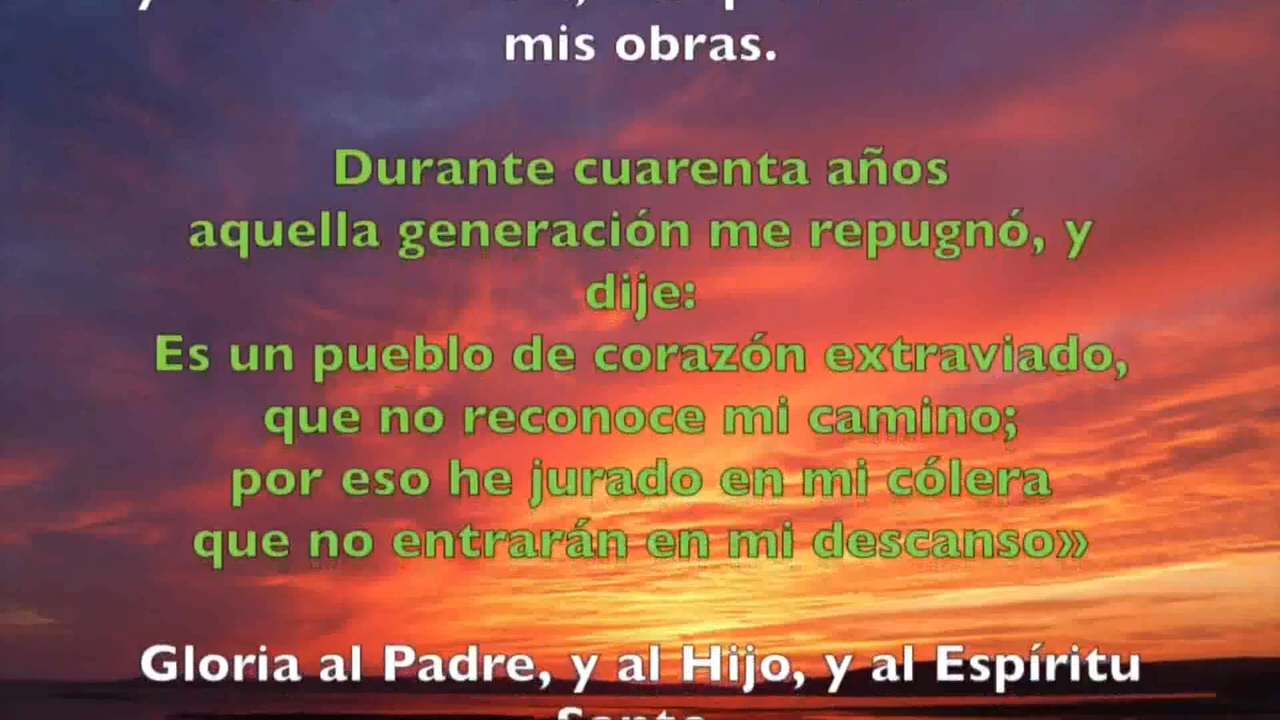 mis obras.
Durante cuarenta años
aquella generación me repugnó, y
dije:
Es un pueblo de corazón extraviado,
que no reconoce mi camino;
por eso he jurado en mi cólera
que no entrarán en mi descanso»
Gloria al Padre, y al Hijo, y al Espíritu